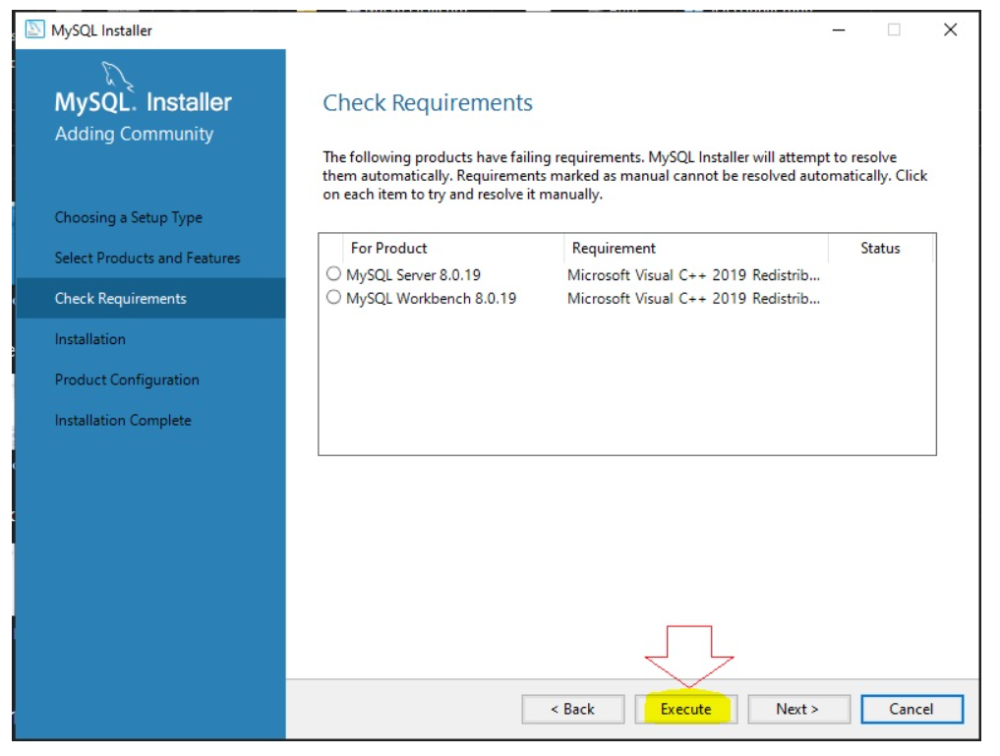 MySQL Installer
MySQL. Installer
Adding Community
Choosing a Setup Type
Select Products and Features
Check Requirements
Installation
Product Configuration
Installation Complete
Check Requirements
The following products have failing requirements. MySQL Installer will attempt to resolve
them automatically. Requirements marked as manual cannot be resolved automatically. Click
on each item to try and resolve it manually.
For Product Requirement Status
MySQL Server 8.0.19 Microsoft Visual C++ 2019 Redistrib...
MySQL Workbench 8.0.19 Microsoft Visual C++ 2019 Redistrib...
< Back Execute Next > Cancel